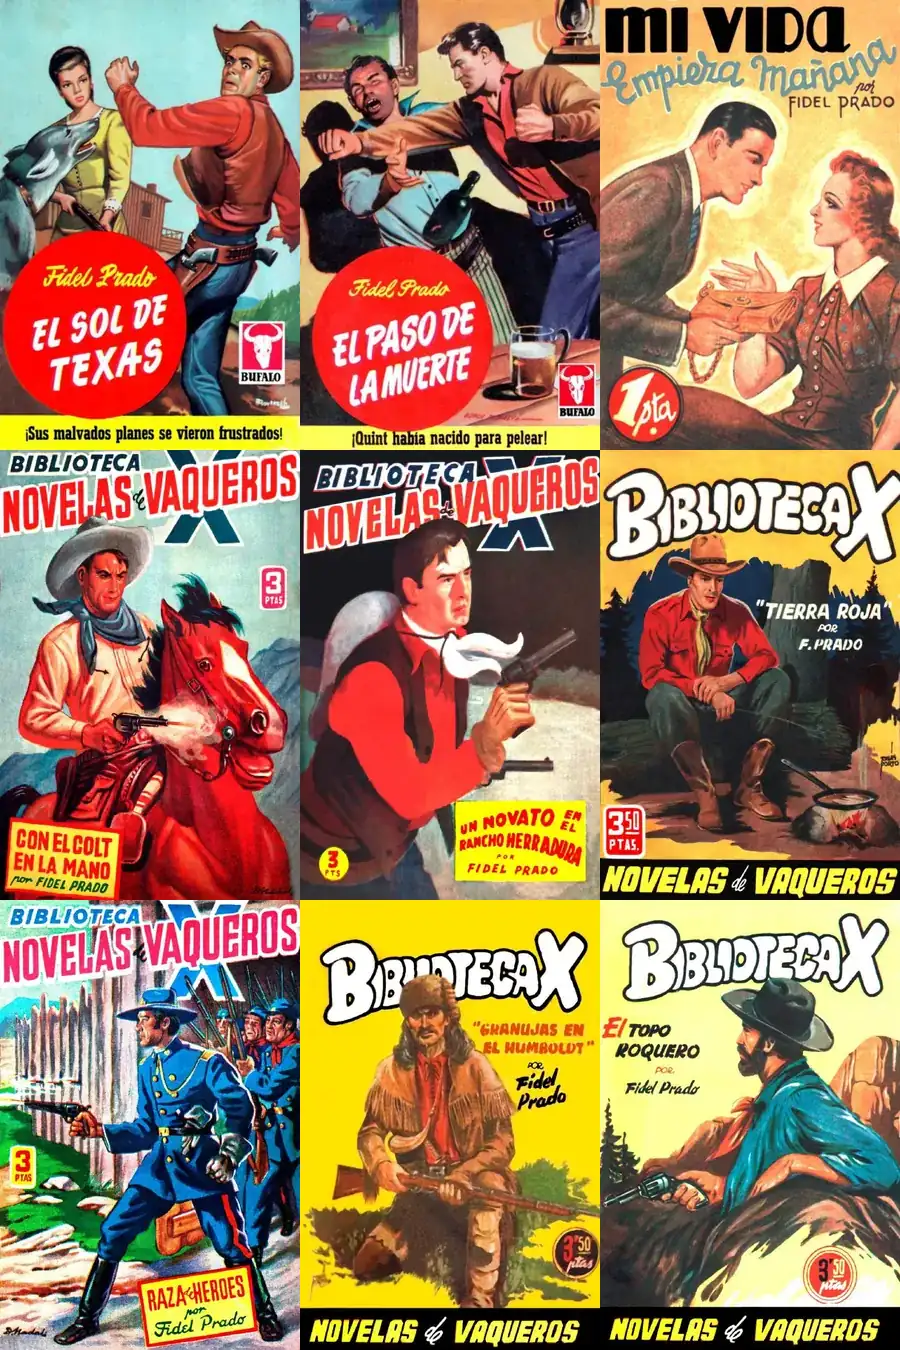 Fidel Prado
EL SOL DE
TEXAS
BUFALO
¡Sus malvados planes se vieron frustrados!
Fidel Prado
EL PASO DE
LA MUERTE
BUFALO
¡Quint había nacido para pelear!
MI VIDA
Empieza Mañana
por
FIDEL PRADO
1 pta.
BIBLIOTECA X
NOVELAS de VAQUEROS
3
PTAS
CON EL COLT
EN LA MANO
por FIDEL PRADO
BIBLIOTECA X
NOVELAS de VAQUEROS
UN NOVATO EN EL
RANCHO HERRADURA
POR
FIDEL PRADO
3
PTS
BIBLIOTECA X
"TIERRA ROJA"
POR
F. PRADO
3.50
PTAS.
NOVELAS de VAQUEROS
BIBLIOTECA X
NOVELAS de VAQUEROS
3
PTAS
RAZA de HEROES
por
Fidel Prado
BIBLIOTECA X
"GRANUJAS EN
EL HUMBOLDT"
POR
Fidel
Prado
3.50
ptas
NOVELAS de VAQUEROS
BIBLIOTECA X
El TOPO
ROQUERO
POR
Fidel Prado
3.50
ptas
NOVELAS de VAQUEROS